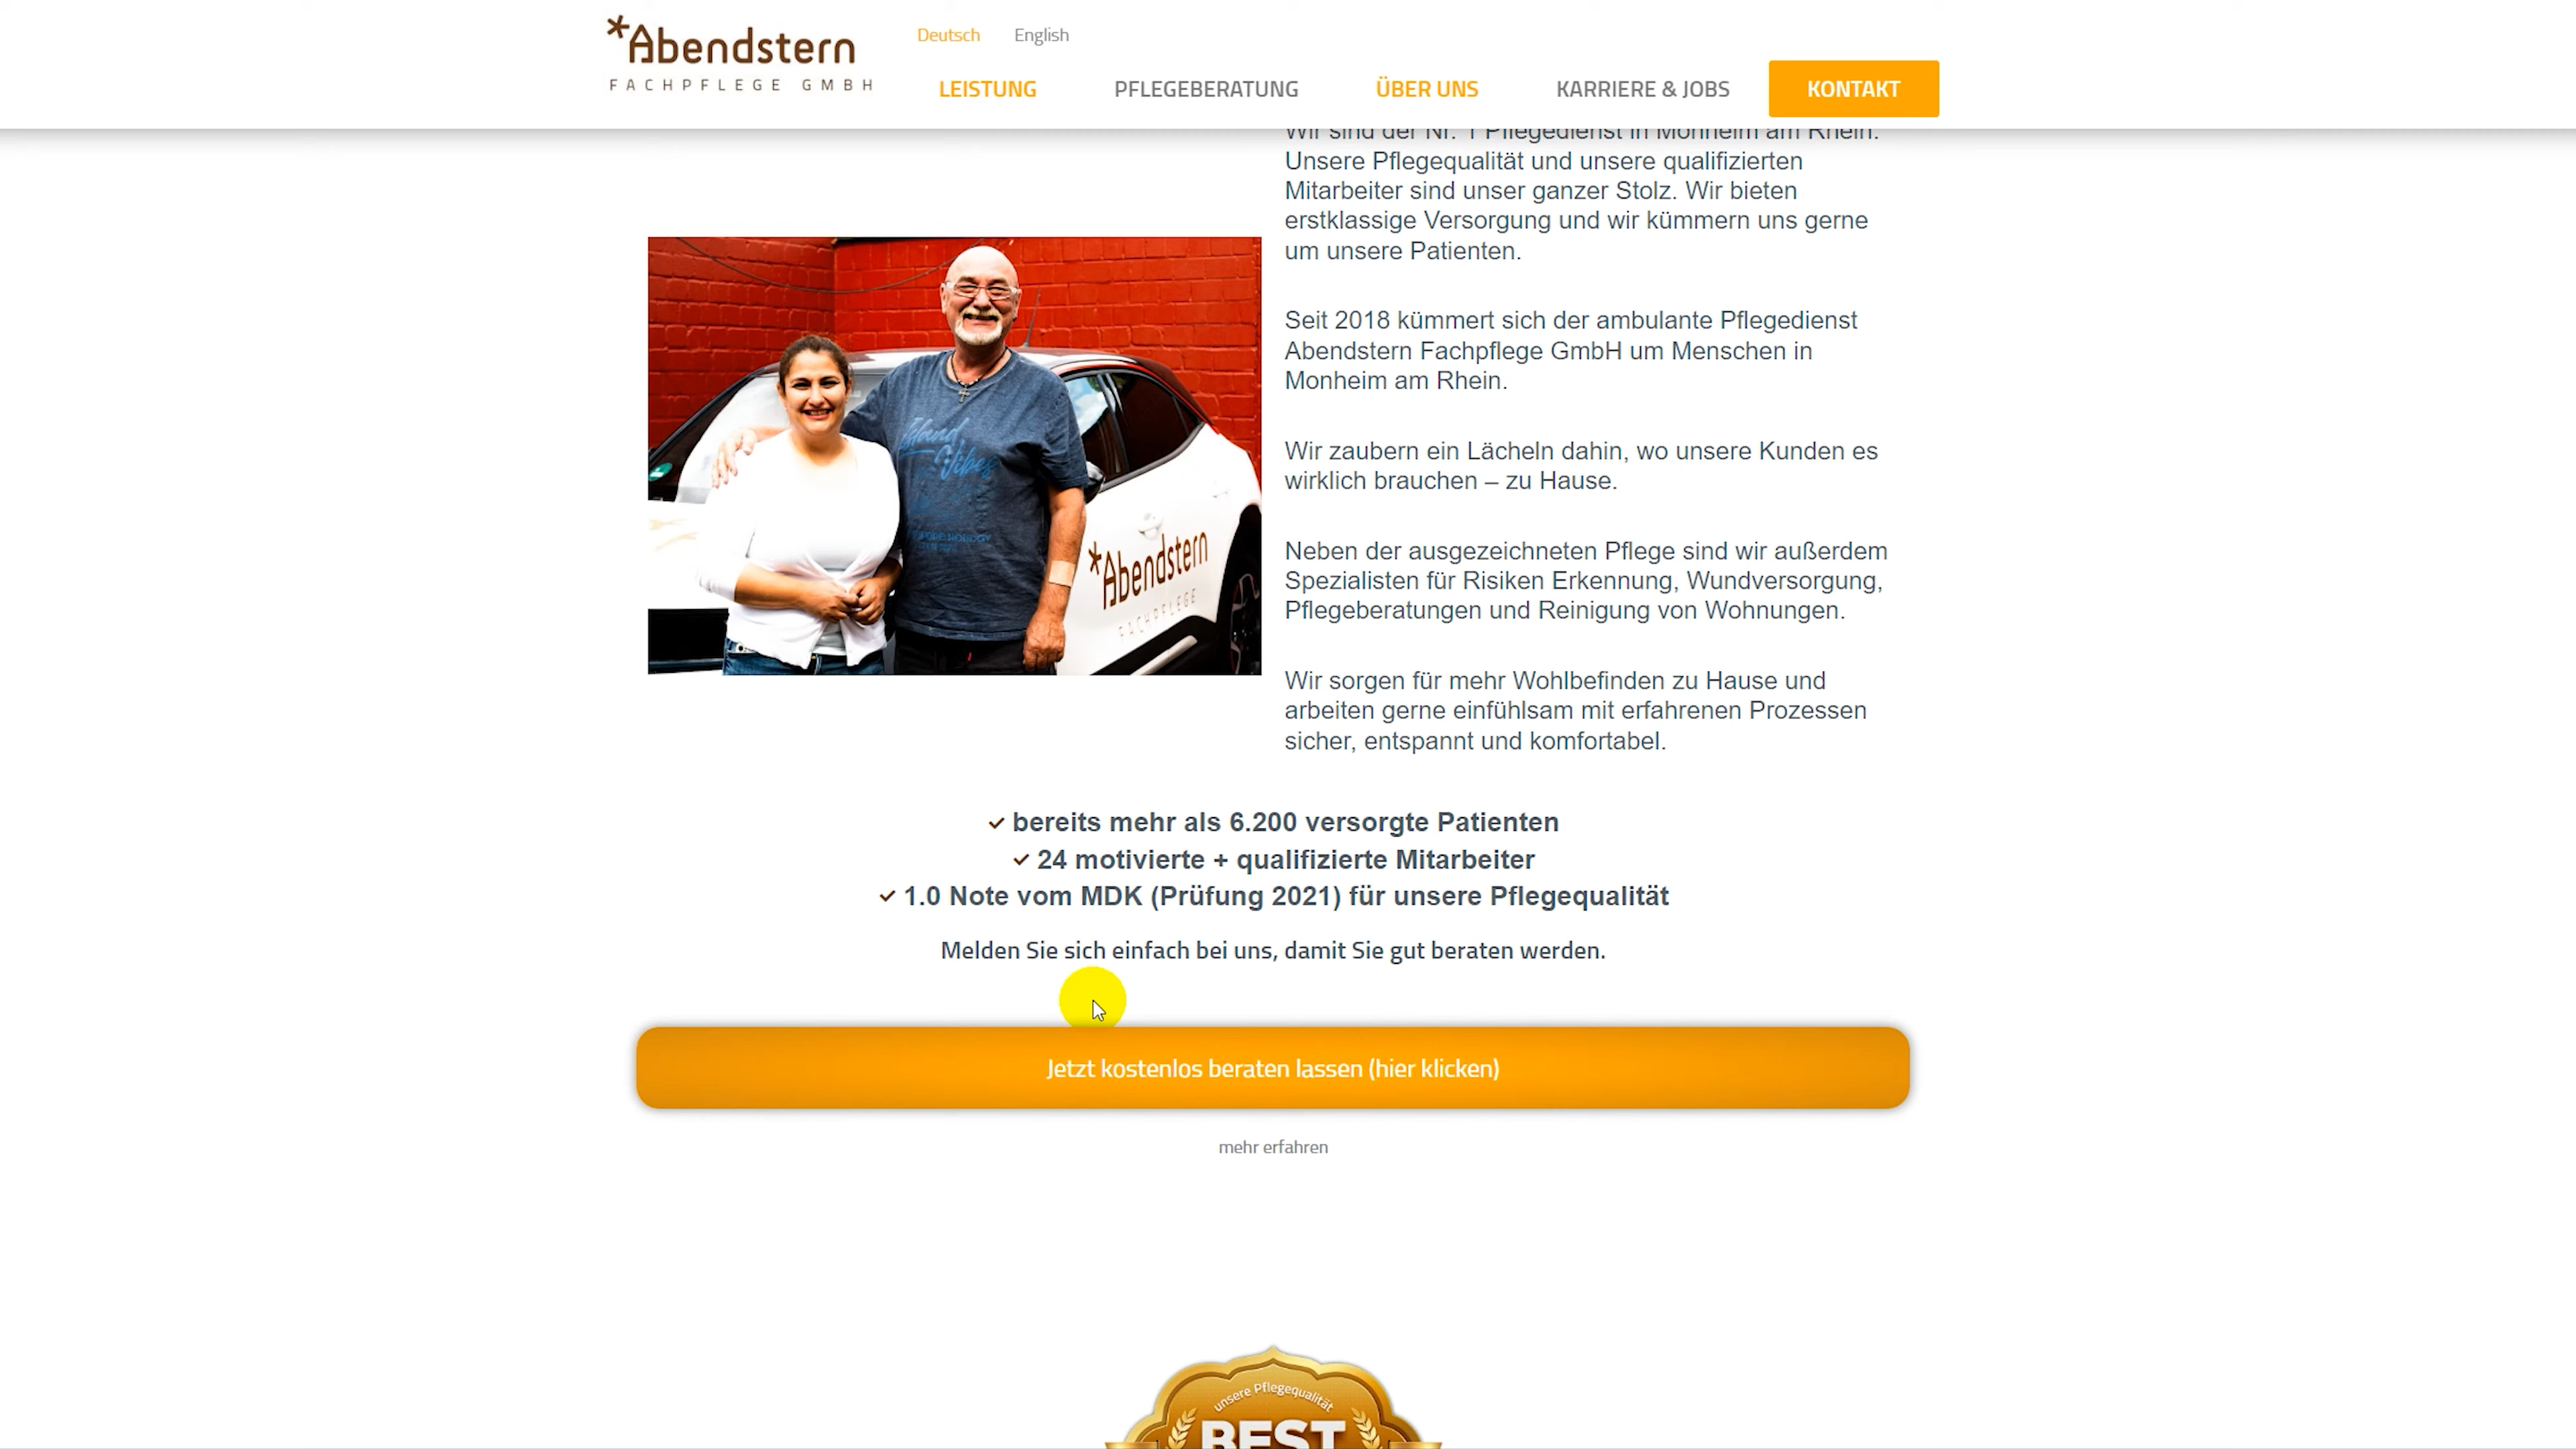 *Abendstern
FACHPFLEGE GMBH
Deutsch English
LEISTUNG PFLEGEBERATUNG ÜBER UNS KARRIERE & JOBS KONTAKT
Wir sind der Nr. 1 Pflegedienst in Monheim am Rhein.
Unsere Pflegequalität und unsere qualifizierten
Mitarbeiter sind unser ganzer Stolz. Wir bieten
erstklassige Versorgung und wir kümmern uns gerne
um unsere Patienten.
Seit 2018 kümmert sich der ambulante Pflegedienst
Abendstern Fachpflege GmbH um Menschen in
Monheim am Rhein.
Wir zaubern ein Lächeln dahin, wo unsere Kunden es
wirklich brauchen – zu Hause.
Neben der ausgezeichneten Pflege sind wir außerdem
Spezialisten für Risiken Erkennung, Wundversorgung,
Pflegeberatungen und Reinigung von Wohnungen.
Wir sorgen für mehr Wohlbefinden zu Hause und
arbeiten gerne einfühlsam mit erfahrenen Prozessen
sicher, entspannt und komfortabel.
Island
Vibes
*Abendstern
FACHPFLEGE
✓ bereits mehr als 6.200 versorgte Patienten
✓ 24 motivierte + qualifizierte Mitarbeiter
✓ 1.0 Note vom MDK (Prüfung 2021) für unsere Pflegequalität
Melden Sie sich einfach bei uns, damit Sie gut beraten werden.
Jetzt kostenlos beraten lassen (hier klicken)
mehr erfahren
unsere Pflegequalität
BEST